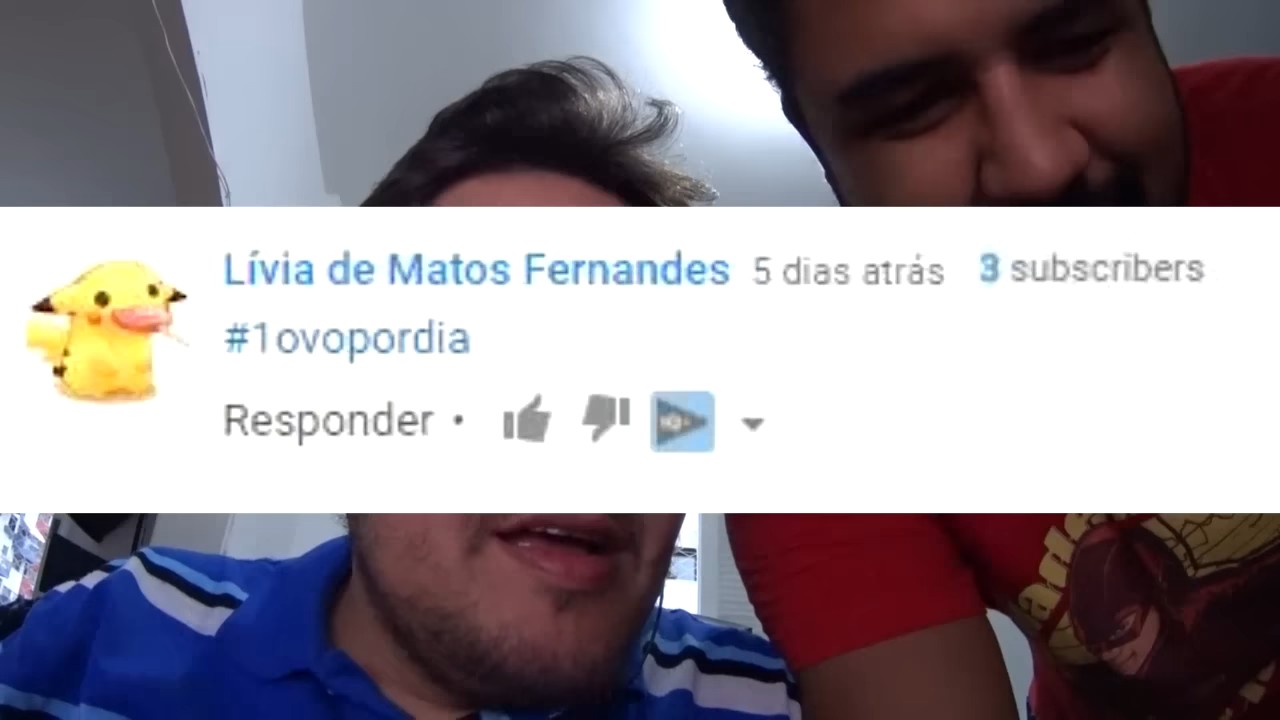 Lívia de Matos Fernandes 5 dias atrás 3 subscribers
#1ovopordia
Responder •